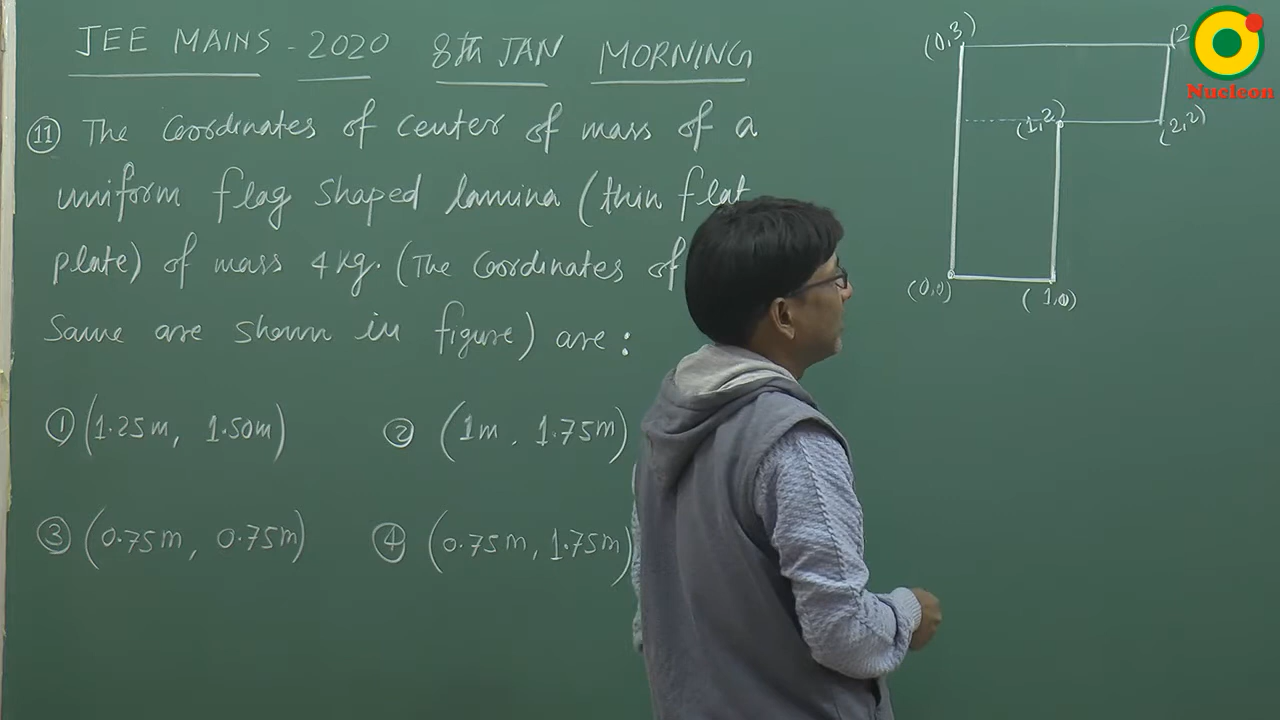 JEE MAINS - 2020 8th JAN MORNING
⑪ The Coordinates of center of mass of a
uniform flag shaped lamina (thin flat
plate) of mass 4kg. (The Coordinates of
Same are shown in figure) are:
① (1.25m, 1.50m) ② (1m, 1.75m)
③ (0.75m, 0.75m) ④ (0.75m, 1.75m)
(0,3) (2
(1,2) (2,2)
(0,0) (1,0)
Nucleon